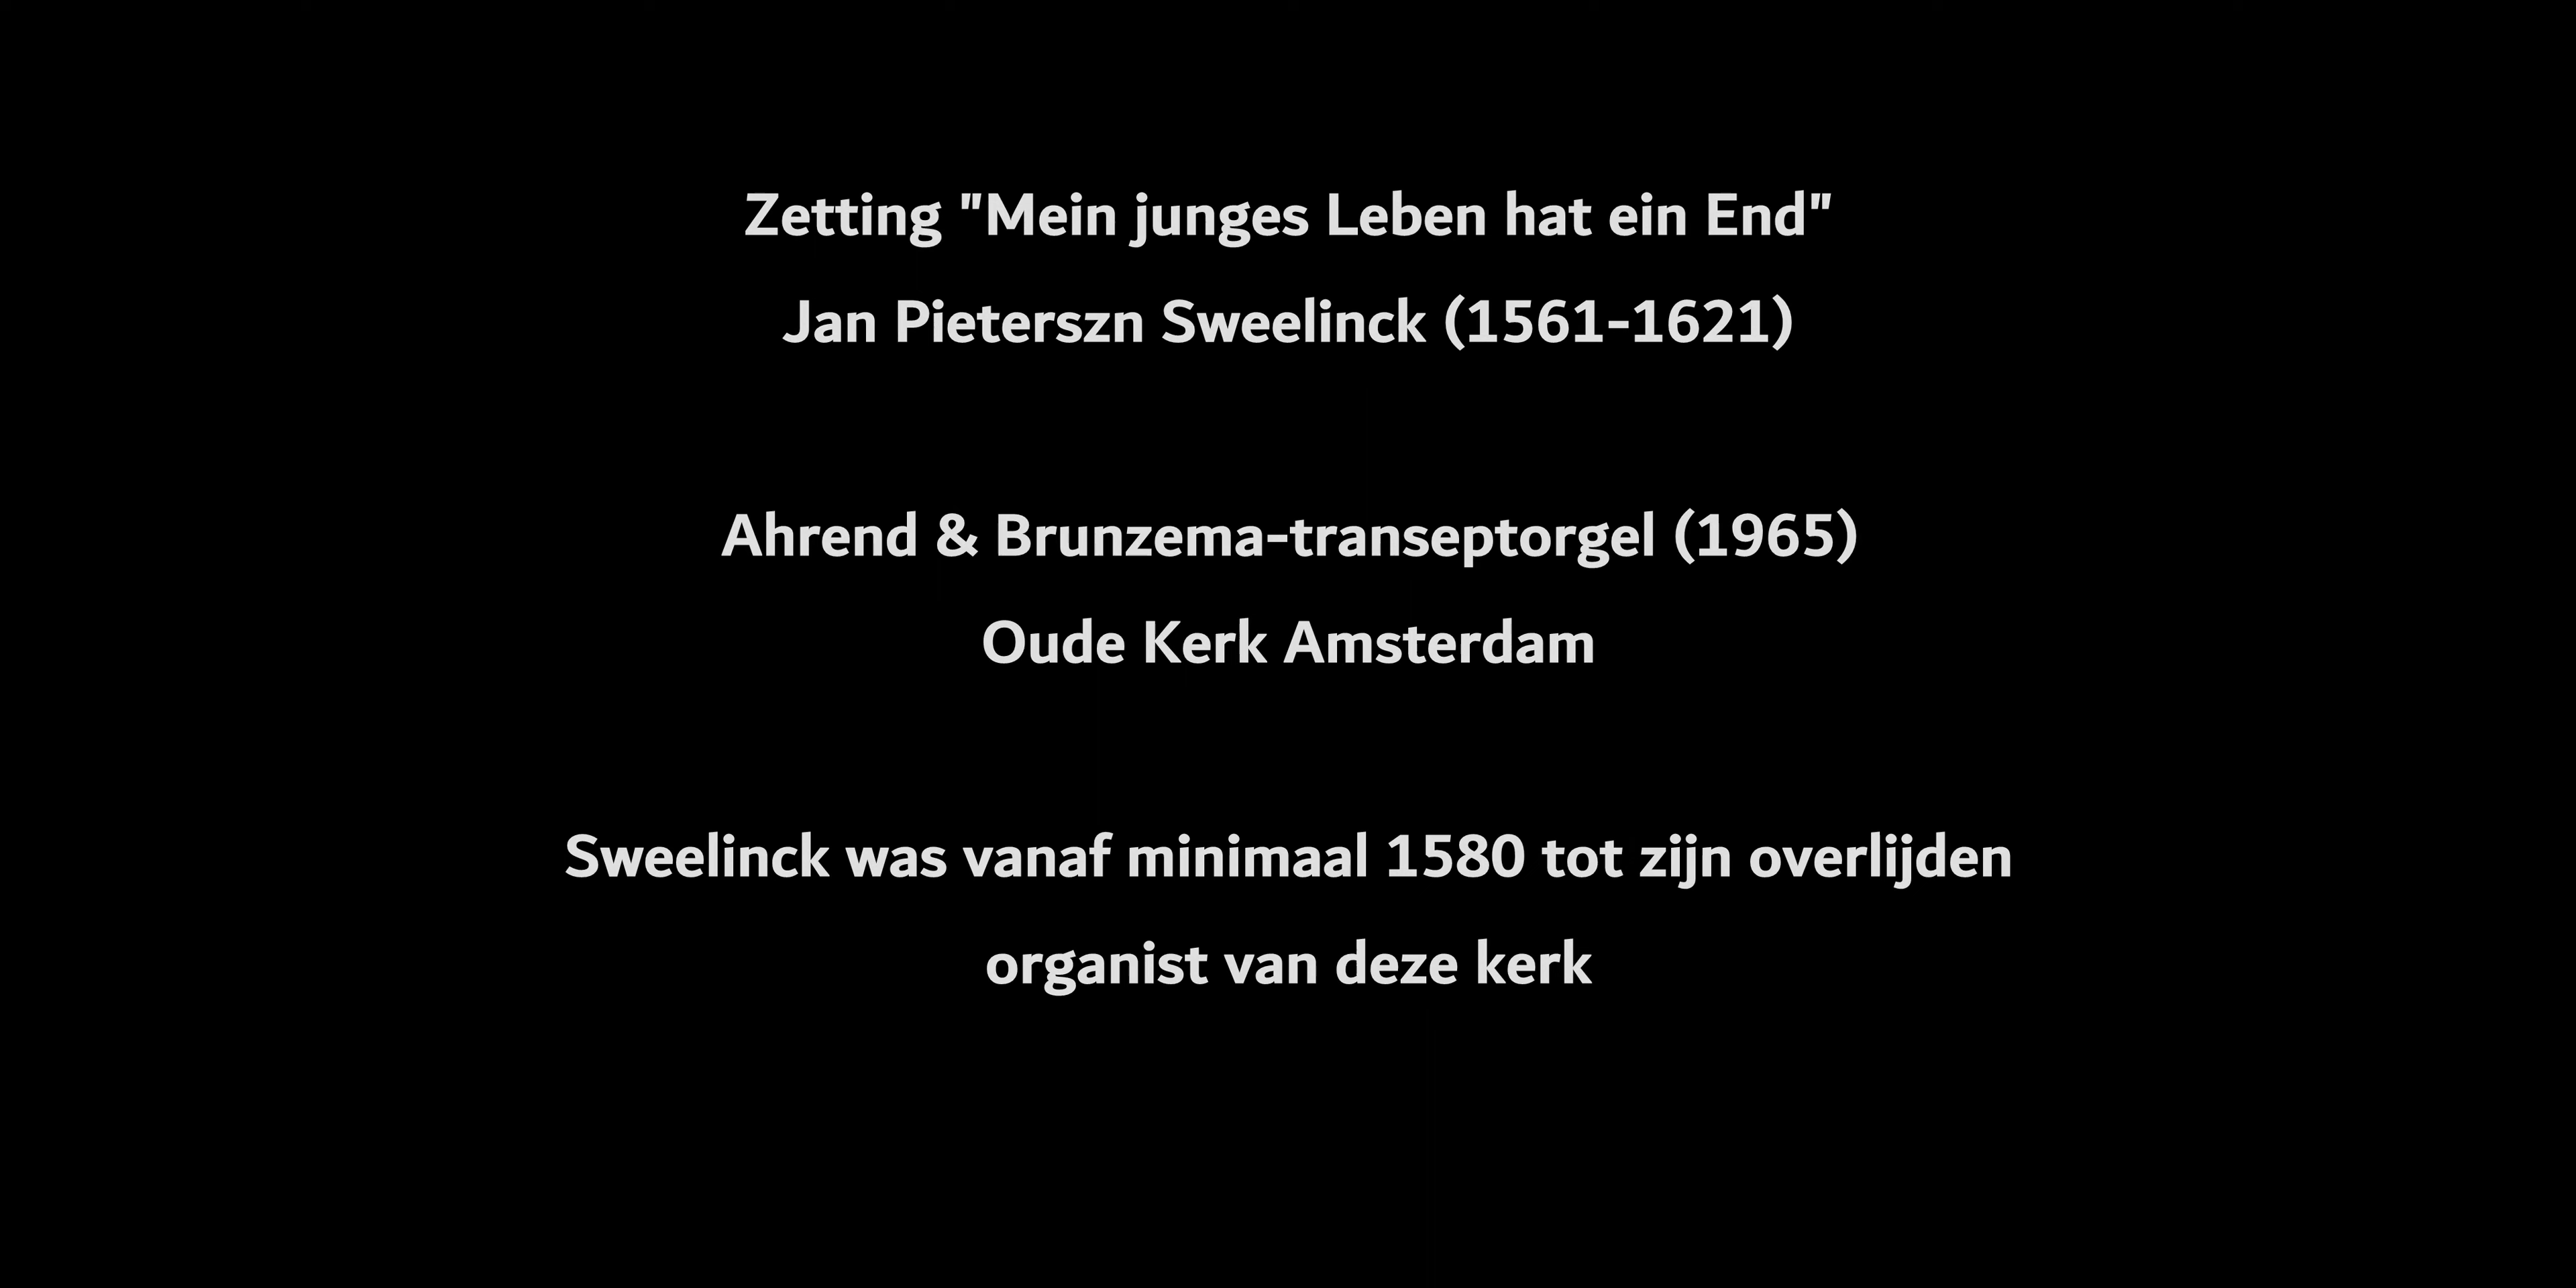 Zetting "Mein junges Leben hat ein End"
Jan Pieterszn Sweelinck (1561-1621)
Ahrend & Brunzema-transeptorgel (1965)
Oude Kerk Amsterdam
Sweelinck was vanaf minimaal 1580 tot zijn overlijden
organist van deze kerk